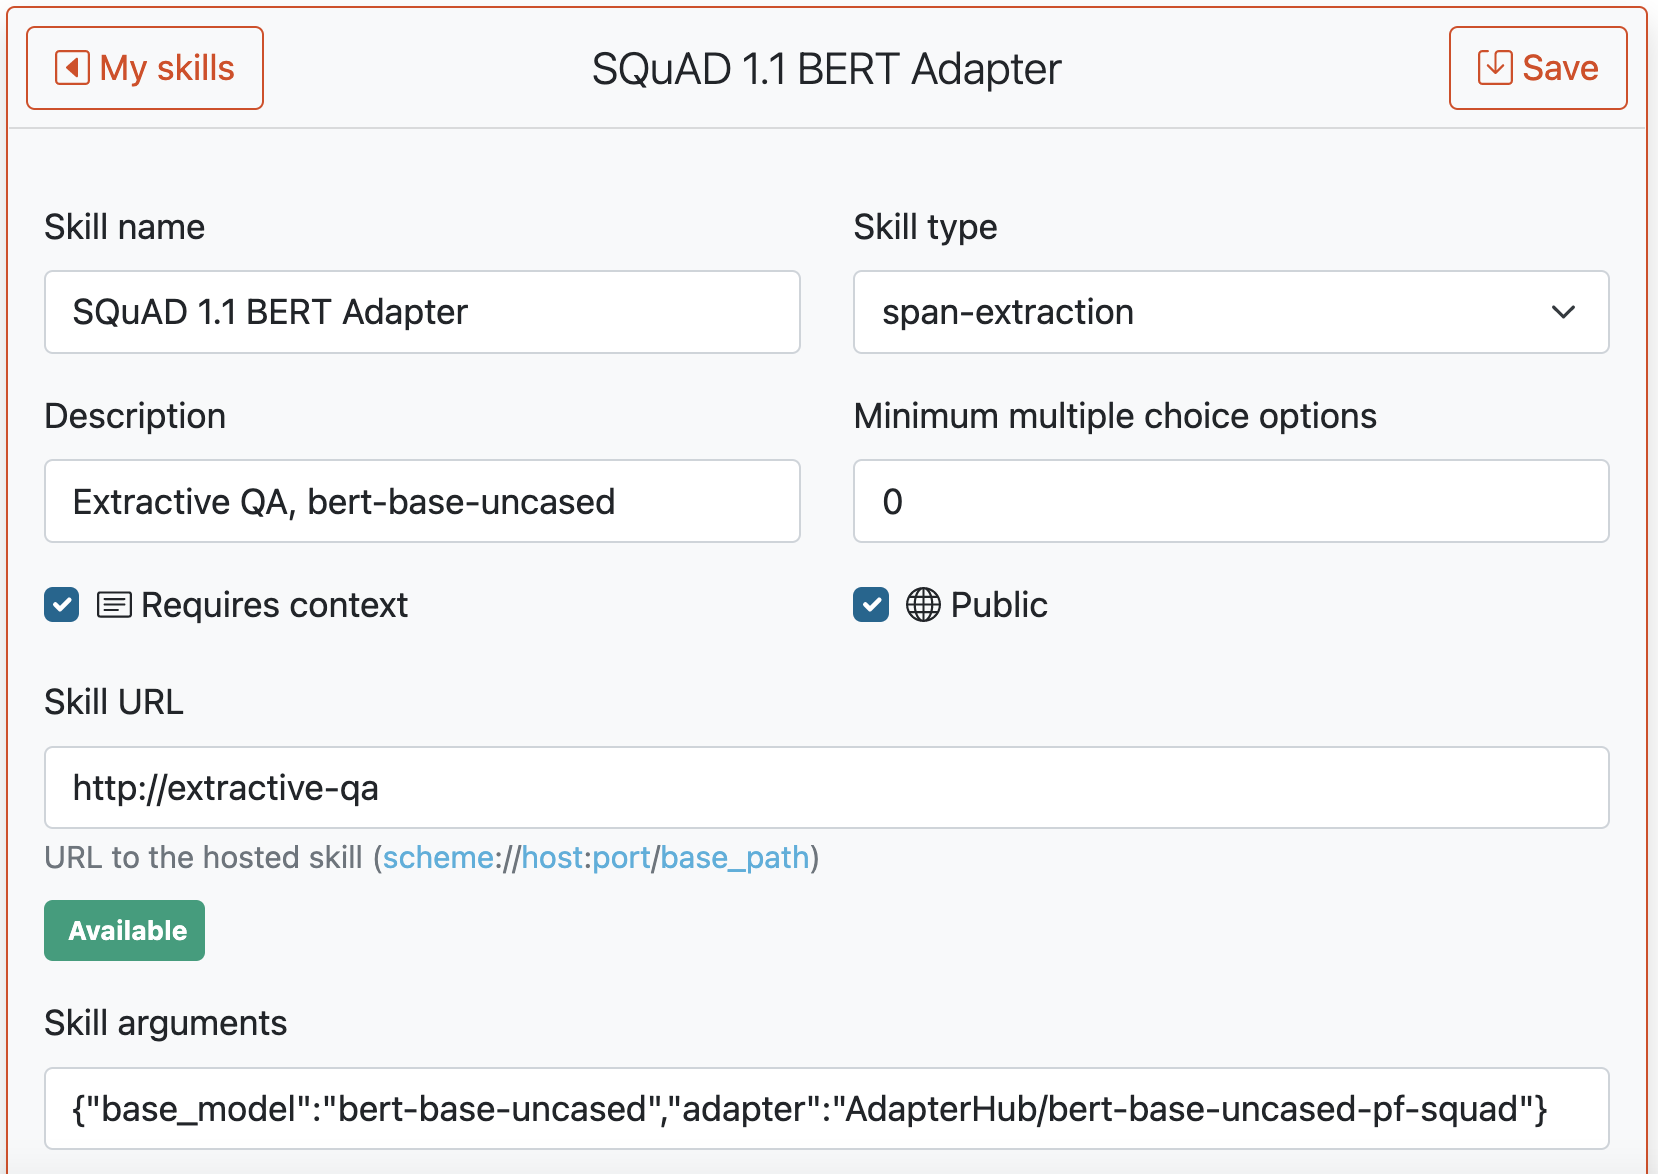 My skills
SQuAD 1.1 BERT Adapter
Save
Skill name
Skill type
SQuAD 1.1 BERT Adapter
span-extraction
Description
Minimum multiple choice options
Extractive QA, bert-base-uncased
0
Requires context
Public
Skill URL
http://extractive-qa
URL to the hosted skill (scheme://host:port/base_path)
Available
Skill arguments
{"base_model":"bert-base-uncased","adapter":"AdapterHub/bert-base-uncased-pf-squad"}